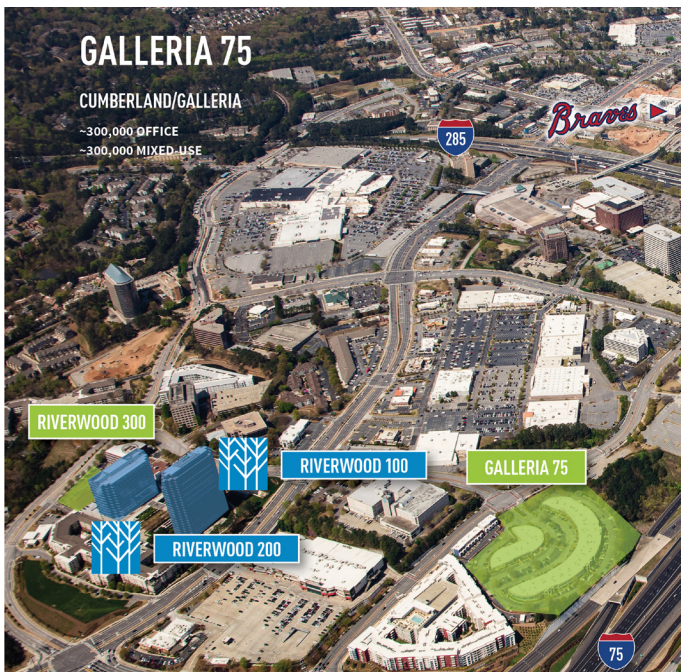 GALLERIA 75
CUMBERLAND/GALLERIA
~300,000 OFFICE
~300,000 MIXED-USE
Braves
285
RIVERWOOD 300
RIVERWOOD 100
GALLERIA 75
RIVERWOOD 200
75